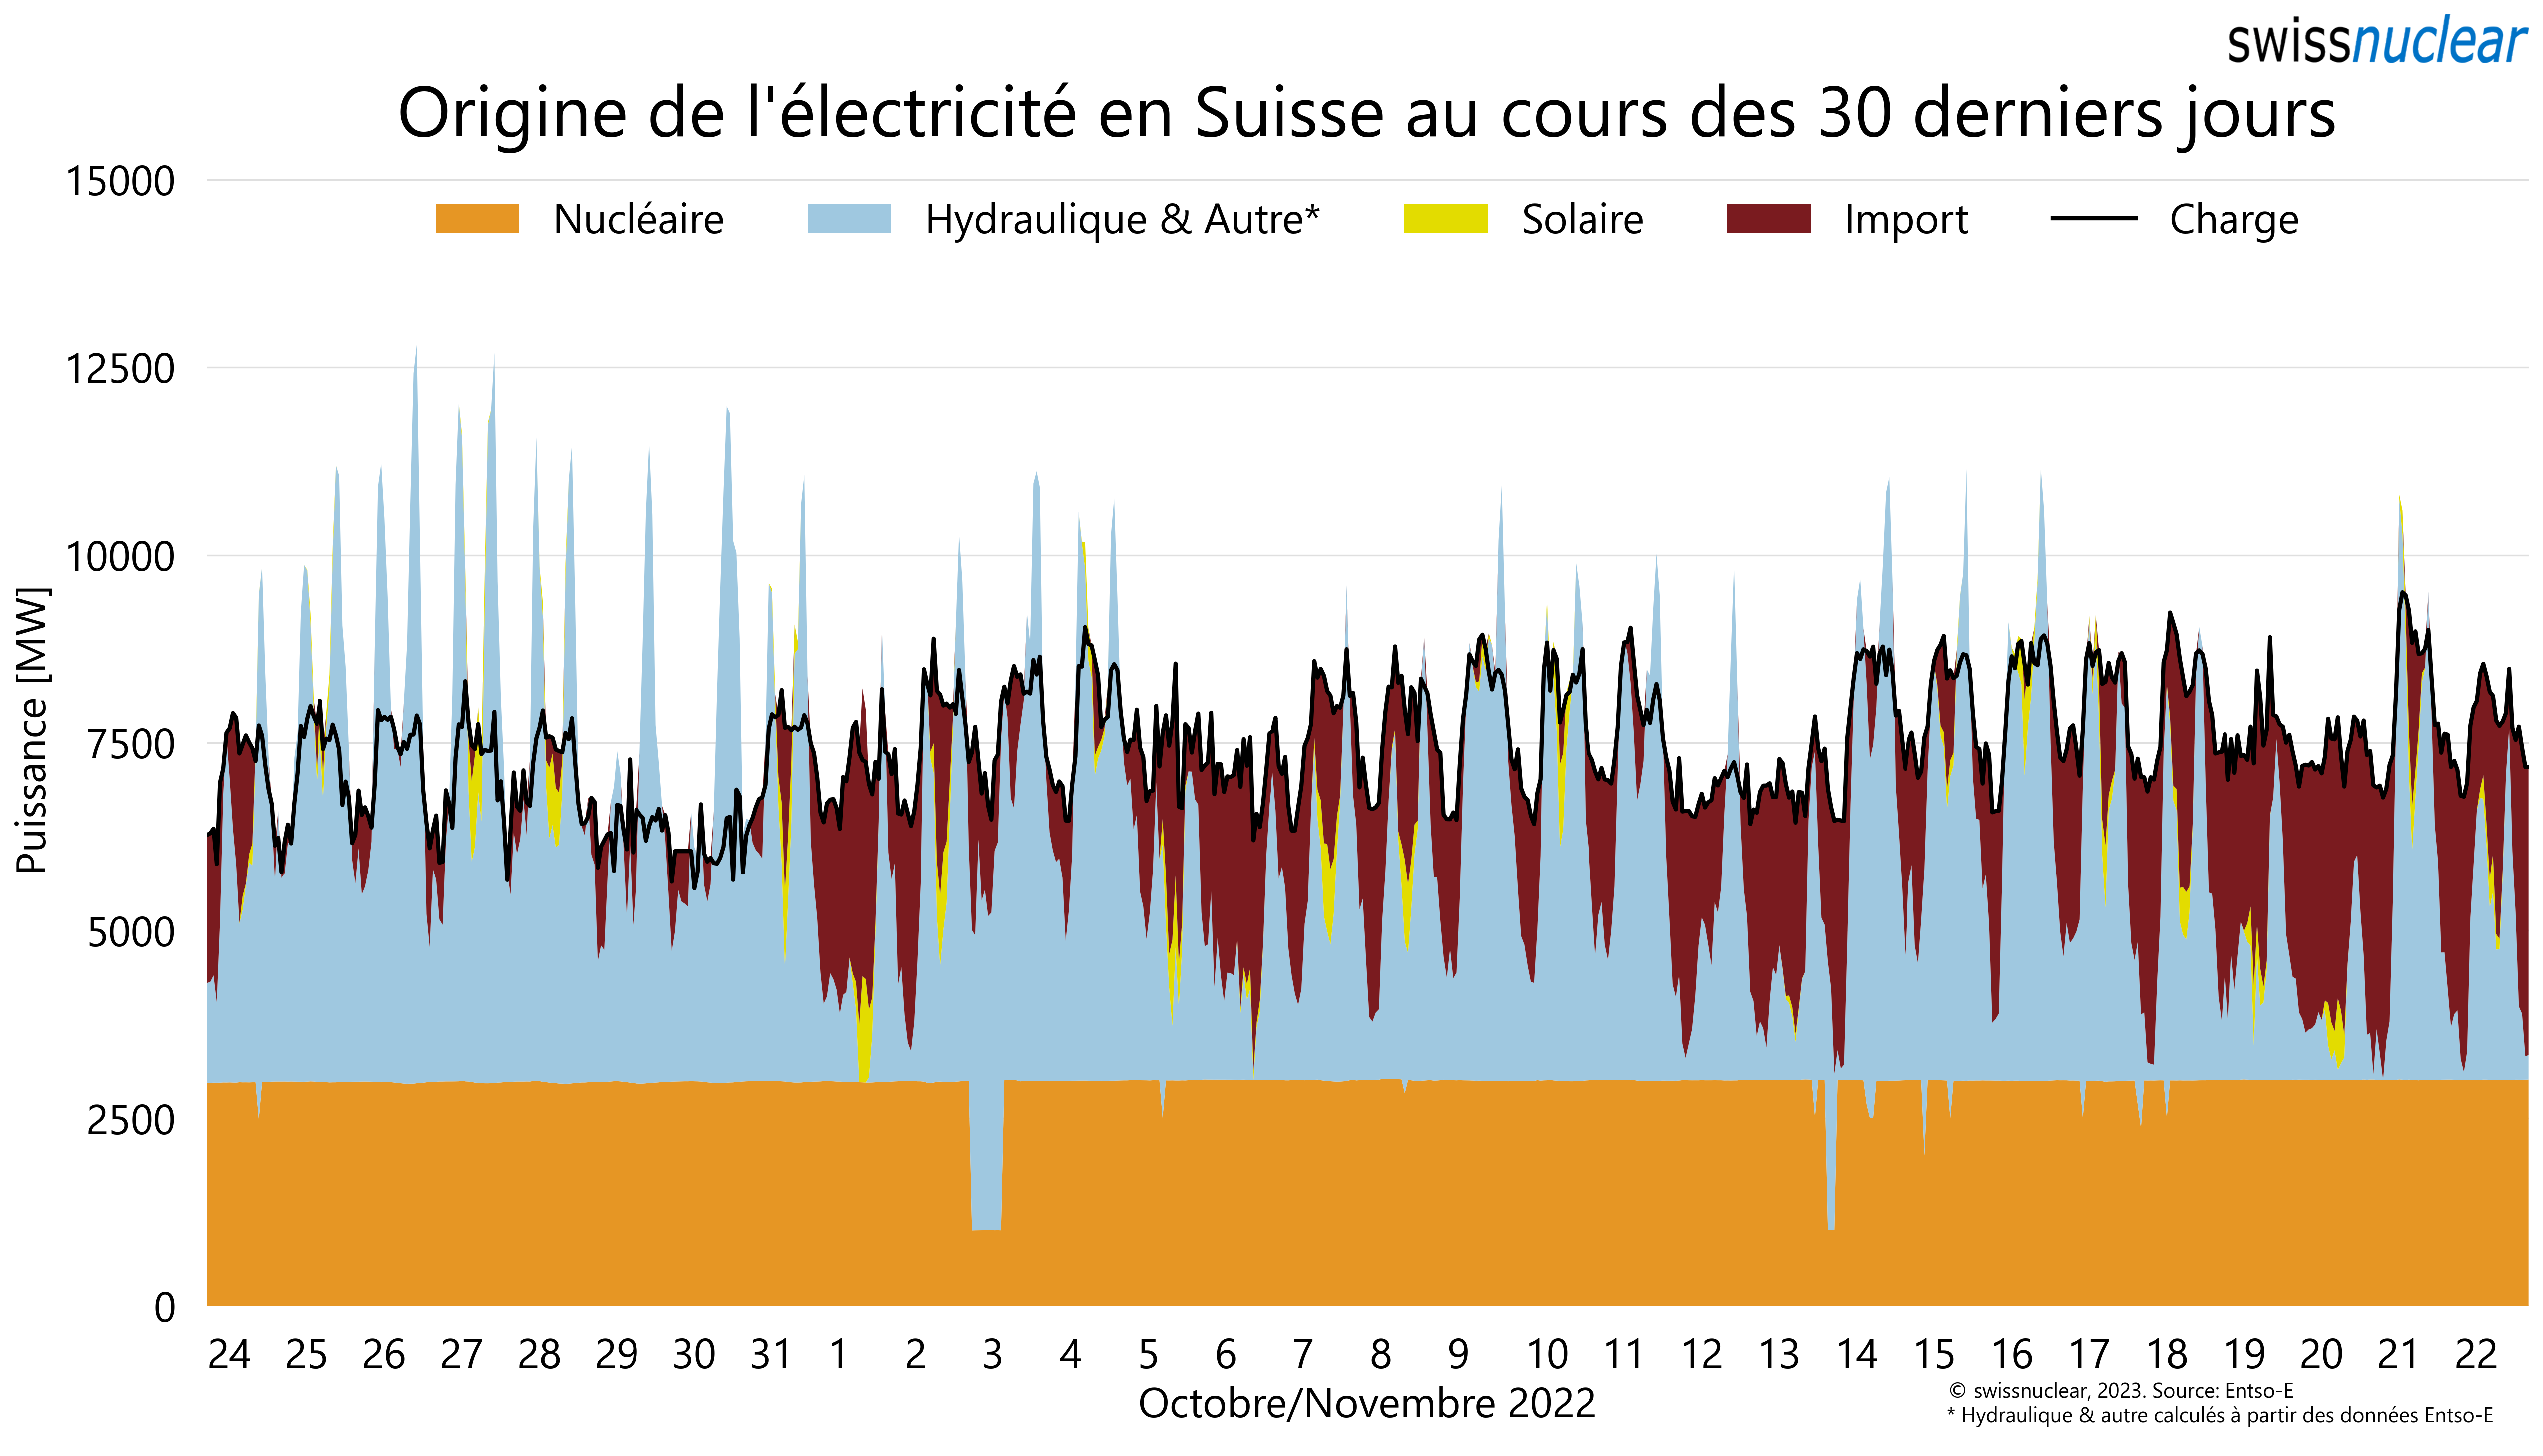 swissnuclear
Origine de l'électricité en Suisse au cours des 30 derniers jours
15000
Nucléaire Hydraulique & Autre* Solaire Import Charge
12500
10000
7500
5000
2500
0
Puissance [MW]
24 25 26 27 28 29 30 31 1 2 3 4 5 6 7 8 9 10 11 12 13 14 15 16 17 18 19 20 21 22
Octobre/Novembre 2022
© swissnuclear, 2023. Source: Entso-E
* Hydraulique & autre calculés à partir des données Entso-E